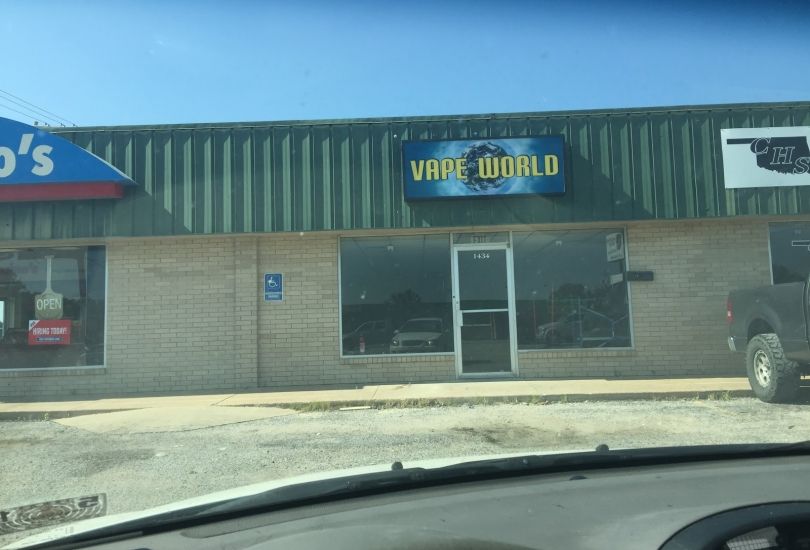 o's
VAPE WORLD
CHS
1434
OPEN
HIRING TODAY!